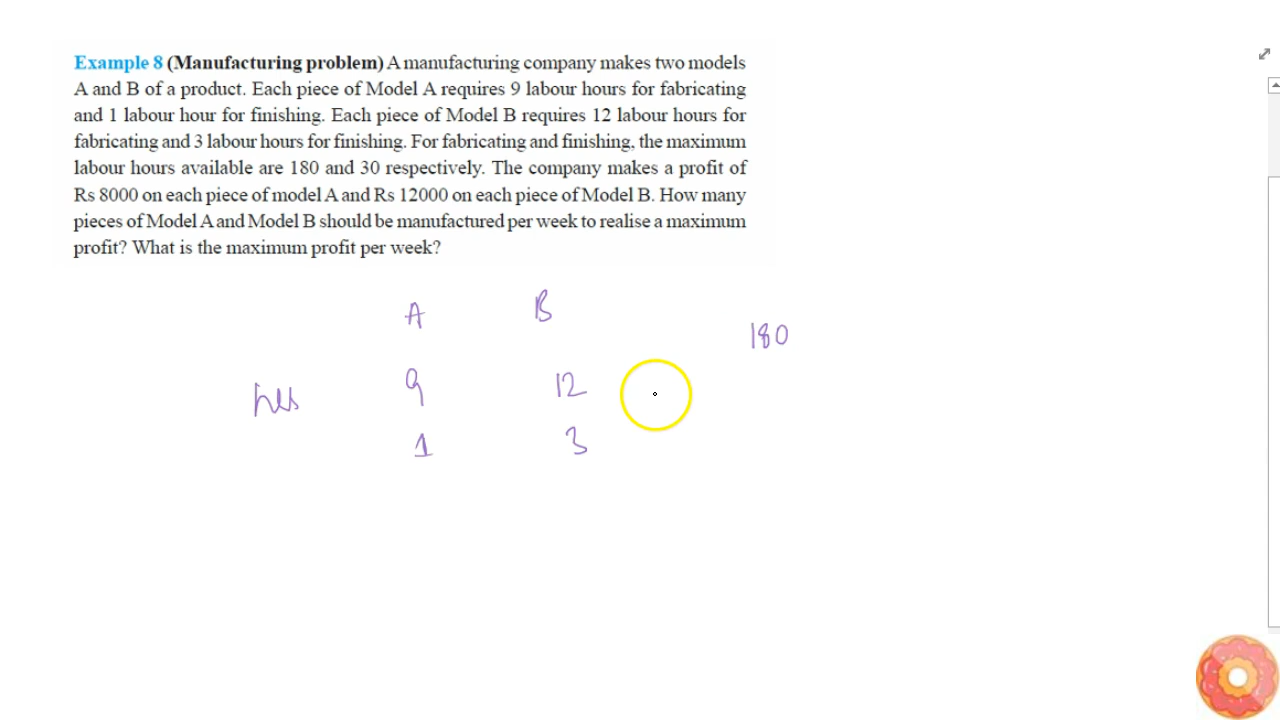 Example 8 (Manufacturing problem) A manufacturing company makes two models
A and B of a product. Each piece of Model A requires 9 labour hours for fabricating
and 1 labour hour for finishing. Each piece of Model B requires 12 labour hours for
fabricating and 3 labour hours for finishing. For fabricating and finishing, the maximum
labour hours available are 180 and 30 respectively. The company makes a profit of
Rs 8000 on each piece of model A and Rs 12000 on each piece of Model B. How many
pieces of Model A and Model B should be manufactured per week to realise a maximum
profit? What is the maximum profit per week?
A B
180
hrs 9 12
1 3